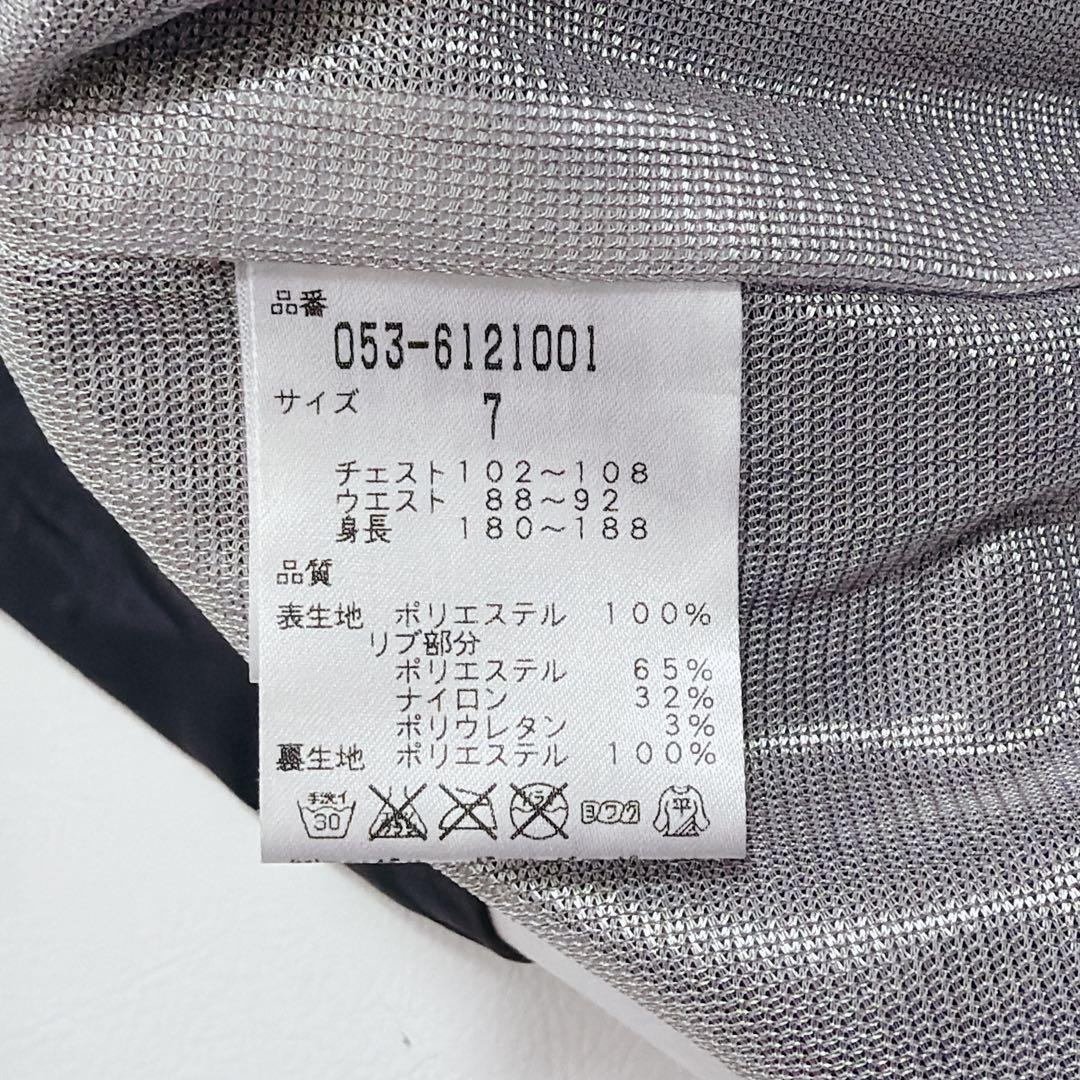 品番
053-6121001
サイズ 7
チェスト 102〜108
ウエスト 88〜92
身長 180〜188
品質
表生地 ポリエステル 100%
リブ部分
ポリエステル 65%
ナイロン 32%
ポリウレタン 3%
裏生地 ポリエステル 100%
手洗イ 30 ドライ ヨワク 平